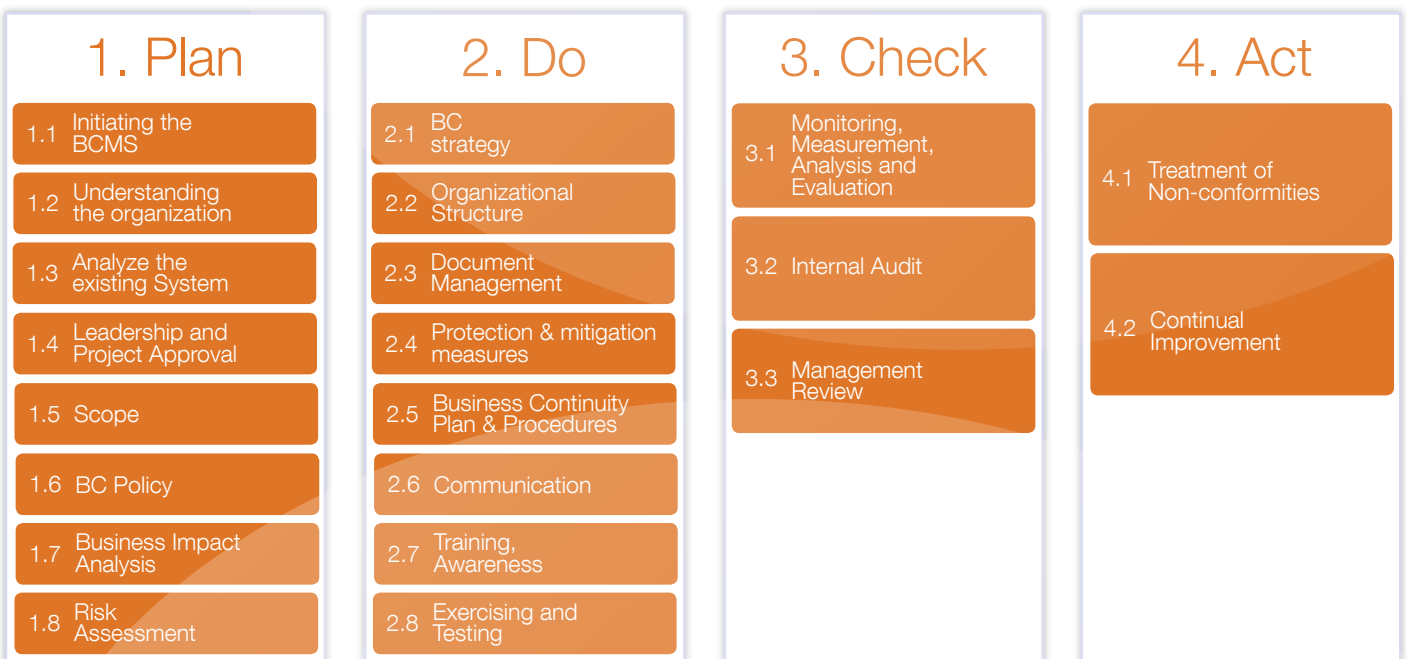 1. Plan
1.1 Initiating the
BCMS
1.2 Understanding
the organization
1.3 Analyze the
existing System
1.4 Leadership and
Project Approval
1.5 Scope
1.6 BC Policy
1.7 Business Impact
Analysis
1.8 Risk
Assessment
2. Do
2.1 BC
strategy
2.2 Organizational
Structure
2.3 Document
Management
2.4 Protection & mitigation
measures
2.5 Business Continuity
Plan & Procedures
2.6 Communication
2.7 Training,
Awareness
2.8 Exercising and
Testing
3. Check
3.1 Monitoring,
Measurement,
Analysis and
Evaluation
3.2 Internal Audit
3.3 Management
Review
4. Act
4.1 Treatment of
Non-conformities
4.2 Continual
Improvement